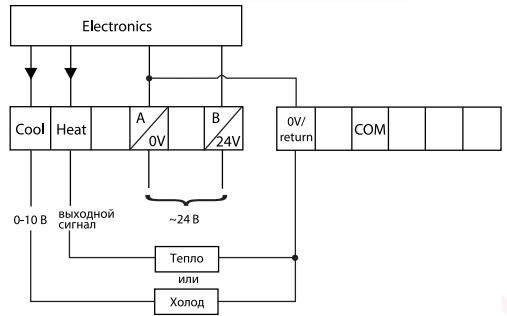 Electronics
Cool Heat A/0V B/24V
0V/
return
COM
0-10 В
выходной
сигнал
~24 В
Тепло
или
Холод